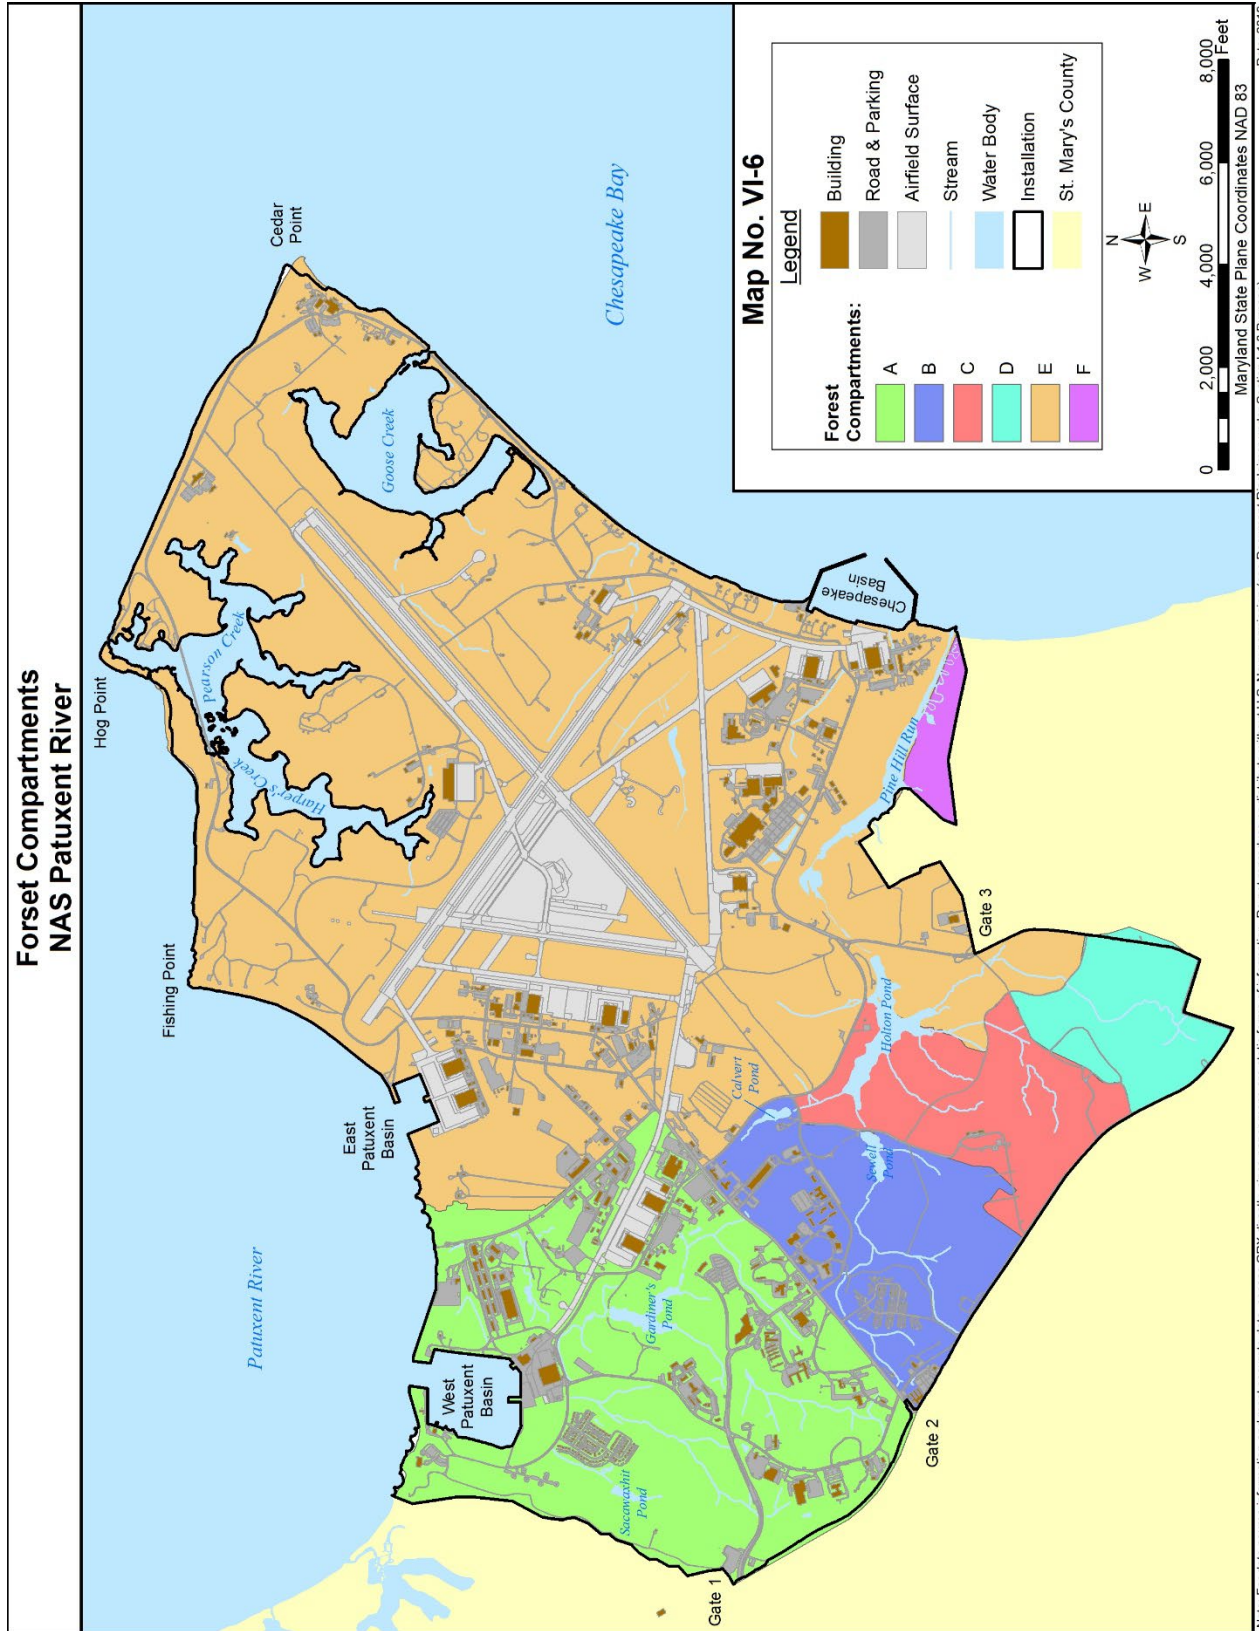 Forset Compartments
NAS Patuxent River
Hog Point
Cedar
Point
Fishing Point
Pearson Creek
Harper's Creek
Goose Creek
Chesapeake Bay
East
Patuxent
Basin
Patuxent River
West
Patuxent
Basin
Chesapeake
Basin
Pine Hill Run
Calvert
Pond
Holton Pond
Sewell
Pond
Gardiner's
Pond
Sacawaxhit
Pond
Gate 1
Gate 2
Gate 3
Map No. VI-6
Legend
Forest
Compartments:
A
B
C
D
E
F
Building
Road & Parking
Airfield Surface
Stream
Water Body
Installation
St. Mary's County
N
W
E
S
0
2,000
4,000
6,000
8,000
Feet
Maryland State Plane Coordinates NAD 83